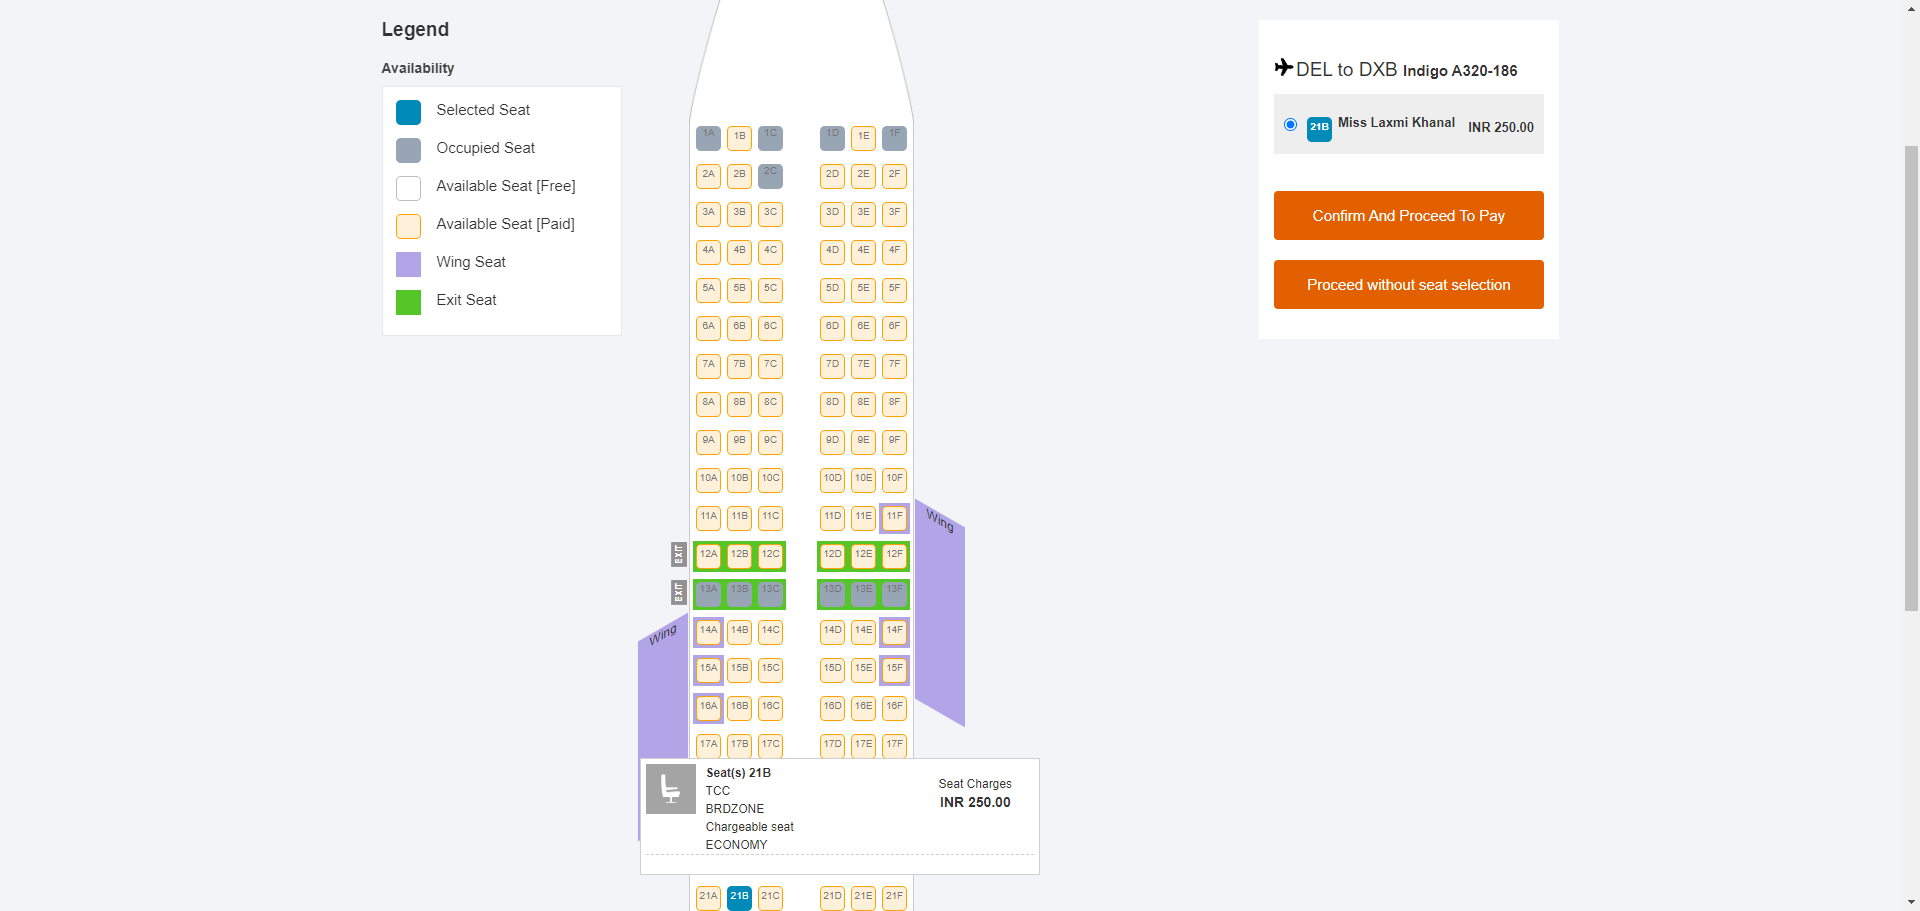 Legend
Availability
Selected Seat
Occupied Seat
Available Seat [Free]
Available Seat [Paid]
Wing Seat
Exit Seat
1A 1B 1C 1D 1E 1F
2A 2B 2C 2D 2E 2F
3A 3B 3C 3D 3E 3F
4A 4B 4C 4D 4E 4F
5A 5B 5C 5D 5E 5F
6A 6B 6C 6D 6E 6F
7A 7B 7C 7D 7E 7F
8A 8B 8C 8D 8E 8F
9A 9B 9C 9D 9E 9F
10A 10B 10C 10D 10E 10F
11A 11B 11C 11D 11E 11F Wing
EXIT 12A 12B 12C 12D 12E 12F
EXIT 13A 13B 13C 13D 13E 13F
Wing 14A 14B 14C 14D 14E 14F
15A 15B 15C 15D 15E 15F
16A 16B 16C 16D 16E 16F
17A 17B 17C 17D 17E 17F
Seat(s) 21B
TCC
BRDZONE
Chargeable seat
ECONOMY
Seat Charges
INR 250.00
21A 21B 21C 21D 21E 21F
DEL to DXB Indigo A320-186
21B Miss Laxmi Khanal INR 250.00
Confirm And Proceed To Pay
Proceed without seat selection